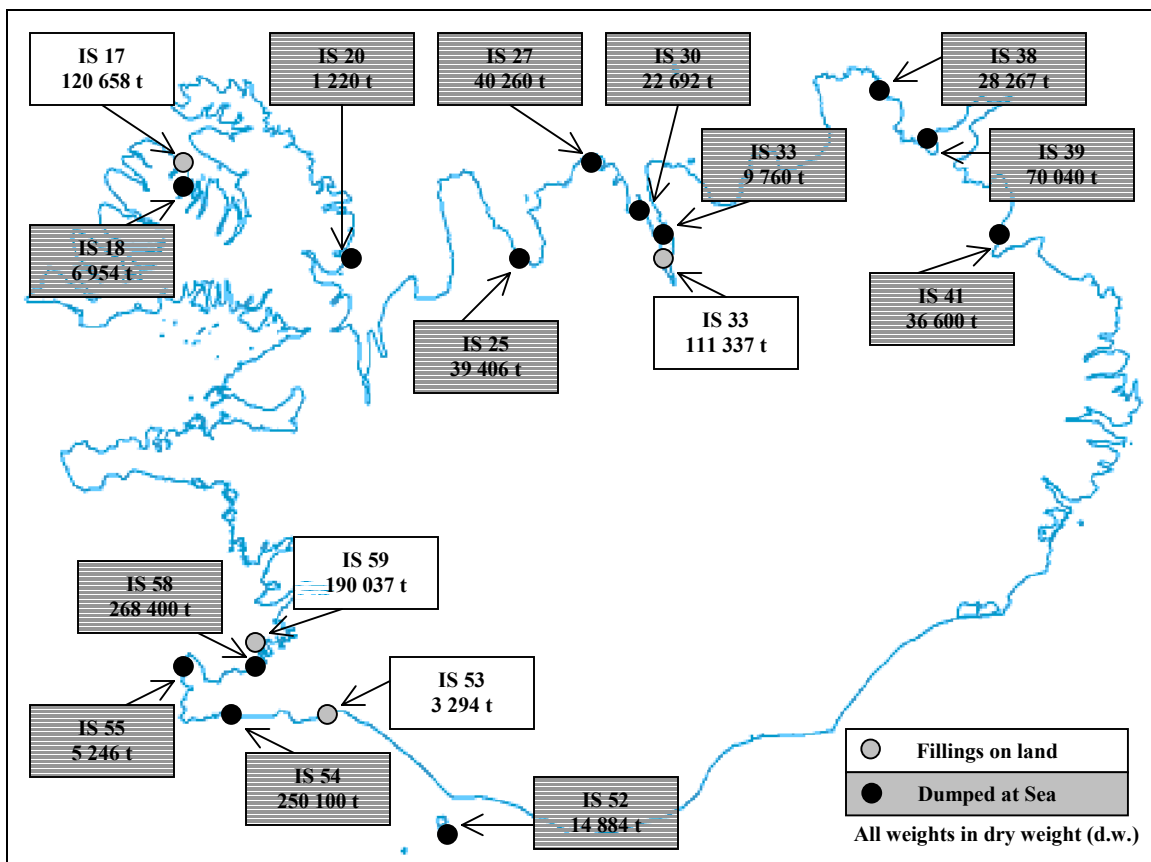 IS 17
120 658 t
IS 20
1 220 t
IS 27
40 260 t
IS 30
22 692 t
IS 38
28 267 t
IS 33
9 760 t
IS 39
70 040 t
IS 18
6 954 t
IS 25
39 406 t
IS 33
111 337 t
IS 41
36 600 t
IS 59
190 037 t
IS 58
268 400 t
IS 53
3 294 t
IS 55
5 246 t
IS 54
250 100 t
IS 52
14 884 t
Fillings on land
Dumped at Sea
All weights in dry weight (d.w.)